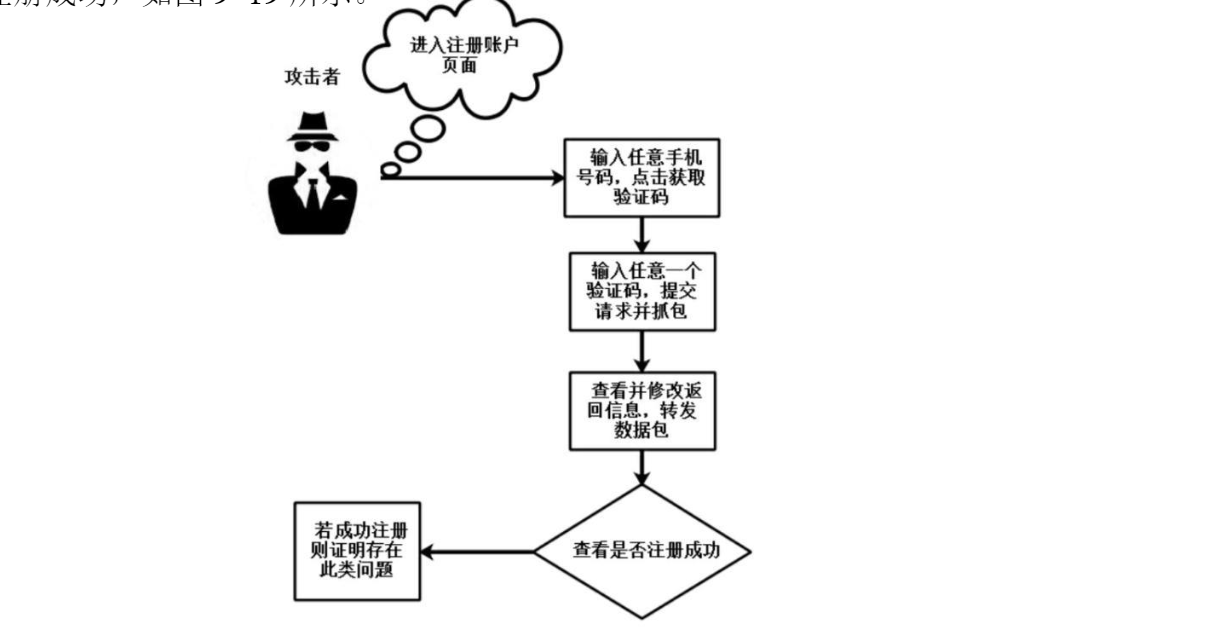 注册成功，如图3-19所示。
进入注册账户
页面
攻击者
输入任意手机
号码，点击获取
验证码
输入任意一个
验证码，提交
请求并抓包
查看并修改返
回信息，转发
数据包
查看是否注册成功
若成功注册
则证明存在
此类问题